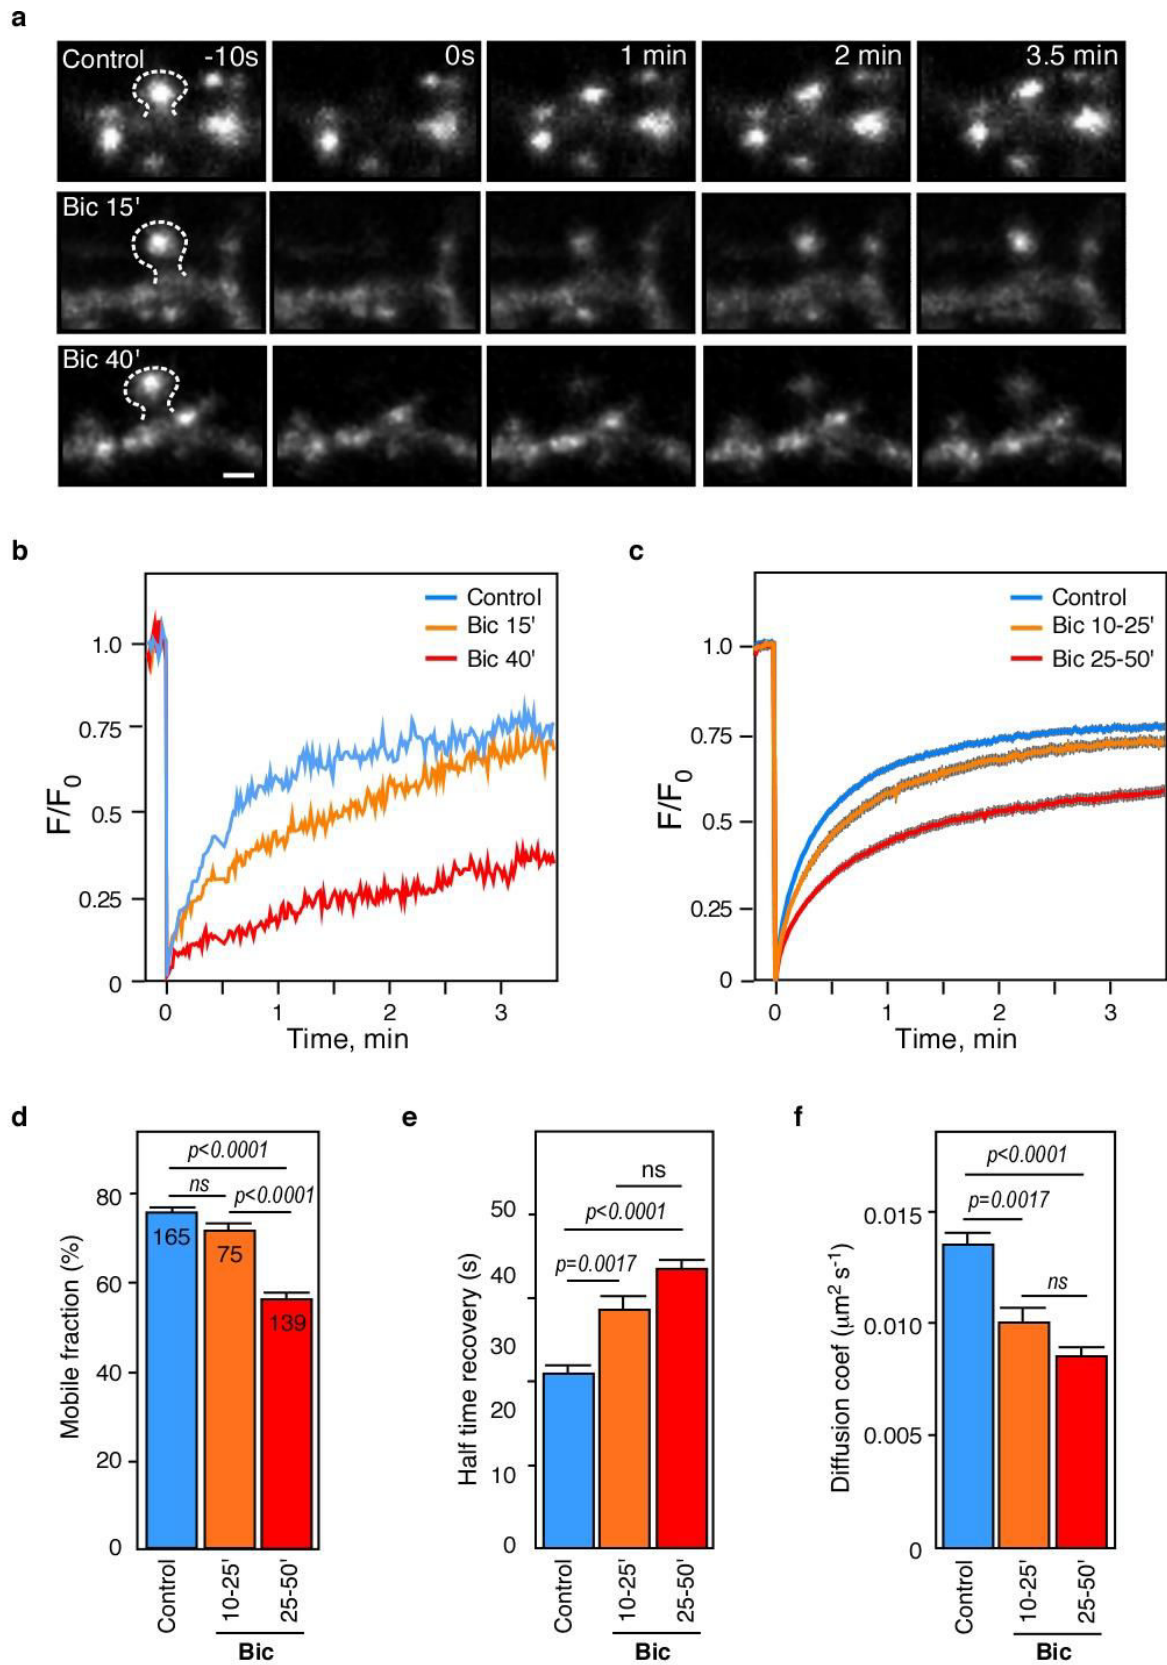 a
Control
-10s
0s
1 min
2 min
3.5 min
Bic 15'
Bic 40'
b
Control
Bic 15'
Bic 40'
1.0
0.75
0.5
0.25
0
F/F0
0
1
2
3
Time, min
c
Control
Bic 10-25'
Bic 25-50'
1.0
0.75
0.5
0.25
0
F/F0
0
1
2
3
Time, min
d
p<0.0001
ns
p<0.0001
80
60
40
20
0
165
75
139
Mobile fraction (%)
Control
10-25'
25-50'
Bic
e
ns
p<0.0001
p=0.0017
50
40
30
20
10
0
Half time recovery (s)
Control
10-25'
25-50'
Bic
f
p<0.0001
p=0.0017
ns
0.015
0.010
0.005
0
Diffusion coef (μm² s⁻¹)
Control
10-25'
25-50'
Bic